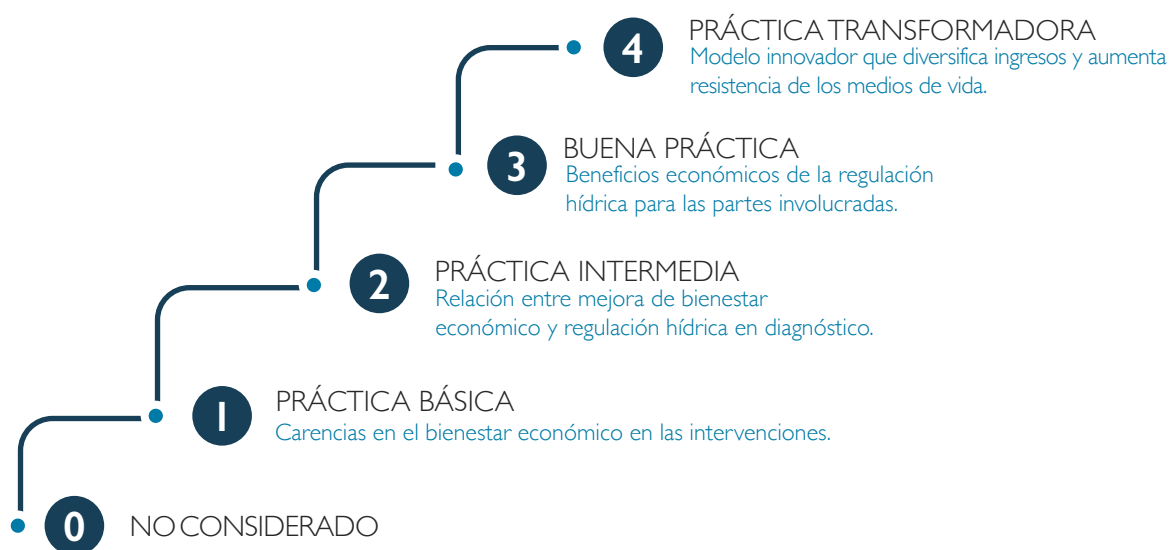 4
PRÁCTICA TRANSFORMADORA
Modelo innovador que diversifica ingresos y aumenta
resistencia de los medios de vida.
3
BUENA PRÁCTICA
Beneficios económicos de la regulación
hídrica para las partes involucradas.
2
PRÁCTICA INTERMEDIA
Relación entre mejora de bienestar
económico y regulación hídrica en diagnóstico.
1
PRÁCTICA BÁSICA
Carencias en el bienestar económico en las intervenciones.
0
NO CONSIDERADO